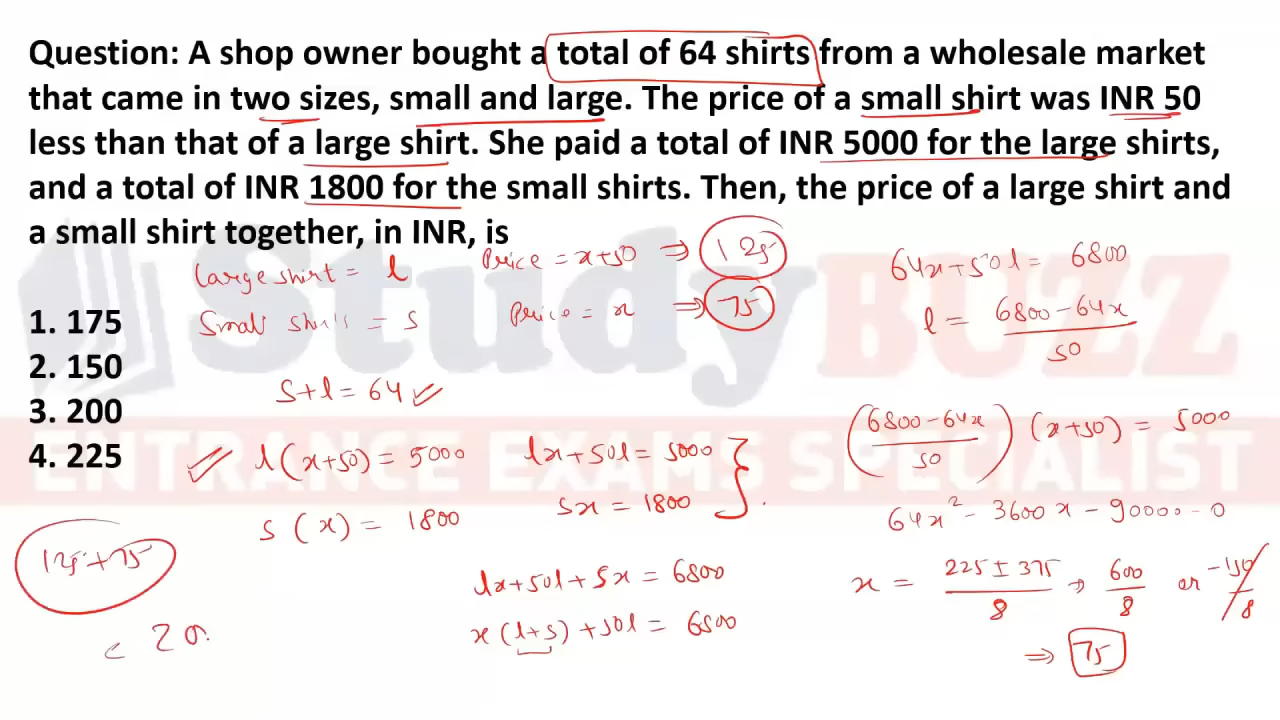 Question: A shop owner bought a total of 64 shirts from a wholesale market
that came in two sizes, small and large. The price of a small shirt was INR 50
less than that of a large shirt. She paid a total of INR 5000 for the large shirts,
and a total of INR 1800 for the small shirts. Then, the price of a large shirt and
a small shirt together, in INR, is
1. 175
2. 150
3. 200
4. 225
StudyBUZZ
ENTRANCE EXAMS SPECIALIST
Large shirt = l
Price = x+50 ⇒ 125
Small shirts = s
Price = x ⇒ 75
s+l = 64 ✓
l(x+50) = 5000
s(x) = 1800
lx+50l = 5000
sx = 1800
lx+50l+sx = 6800
x(l+s)+50l = 6800
64x+50l = 6800
l = (6800-64x)/50
((6800-64x)/50)(x+50) = 5000
64x² - 3600x - 90000 - 0
x = (225 ± 375)/8 ⇒ 600/8 or -150/8
⇒ 75
125+75